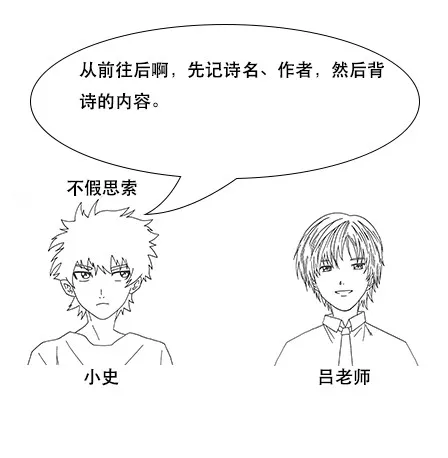 从前往后啊，先记诗名、作者，然后背
诗的内容。
不假思索
小史
吕老师